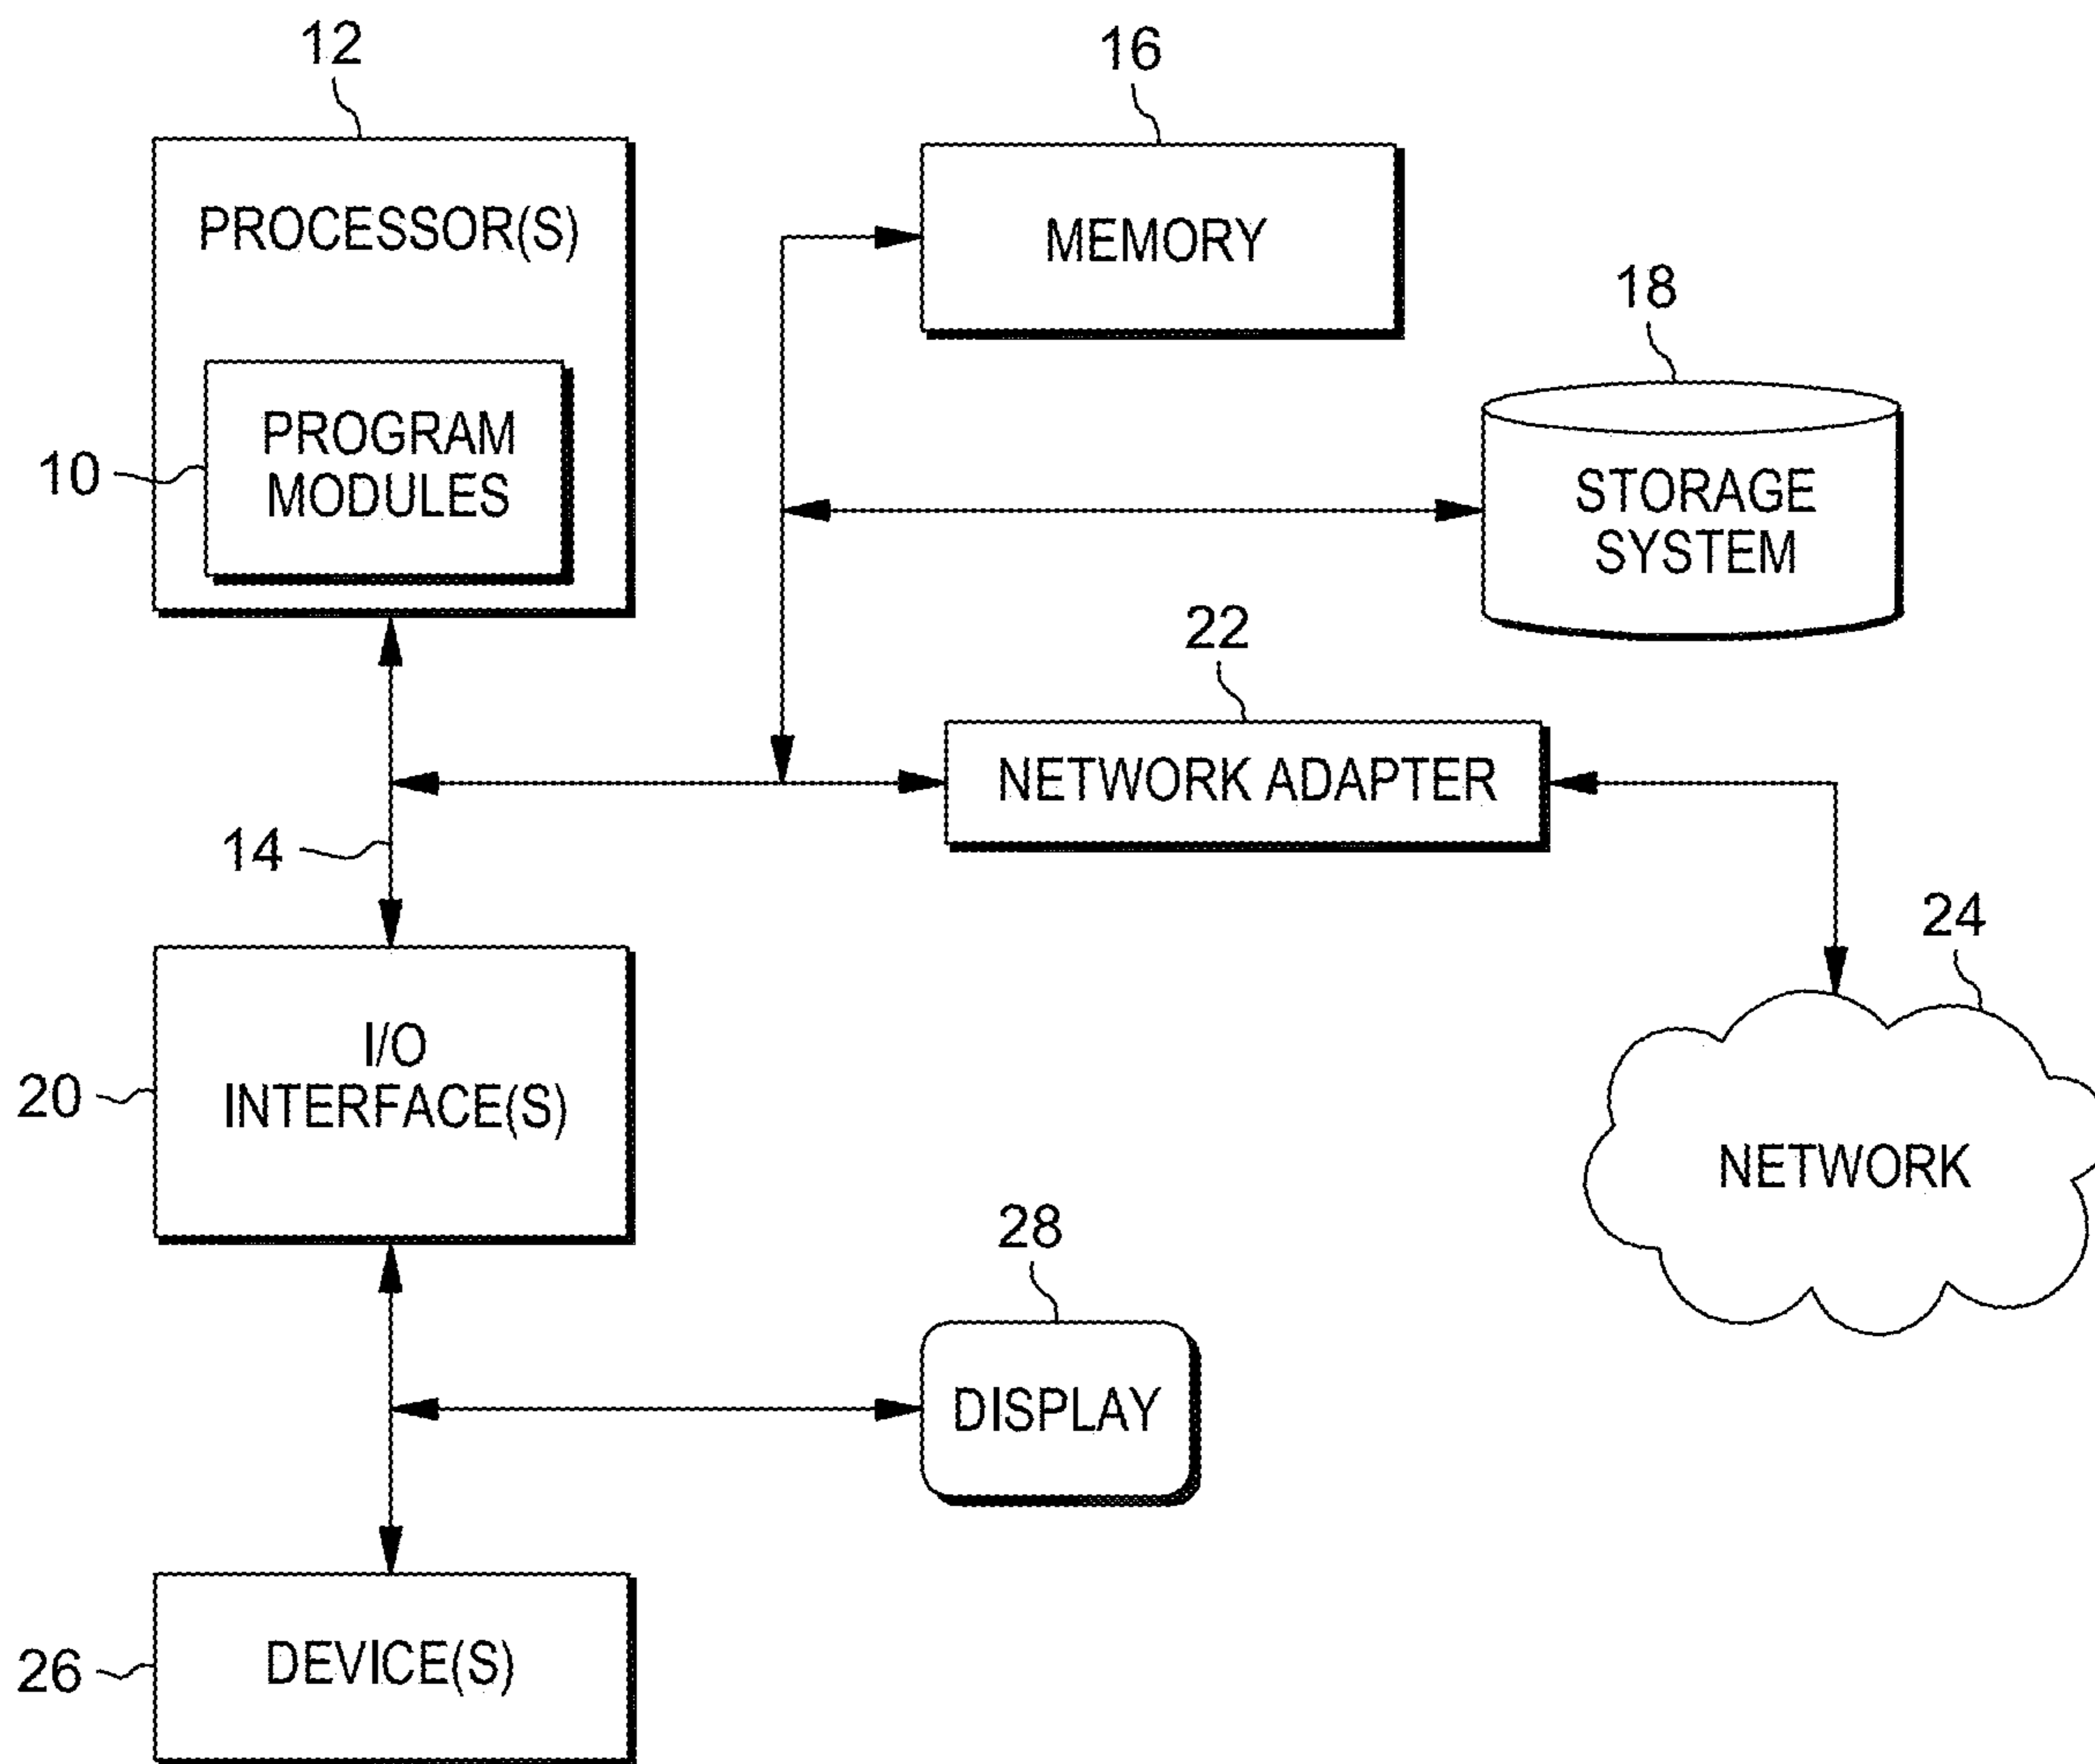 12
PROCESSOR(S)
10
PROGRAM
MODULES
16
MEMORY
18
STORAGE
SYSTEM
22
NETWORK ADAPTER
14
24
NETWORK
20
I/O
INTERFACE(S)
28
DISPLAY
26
DEVICE(S)